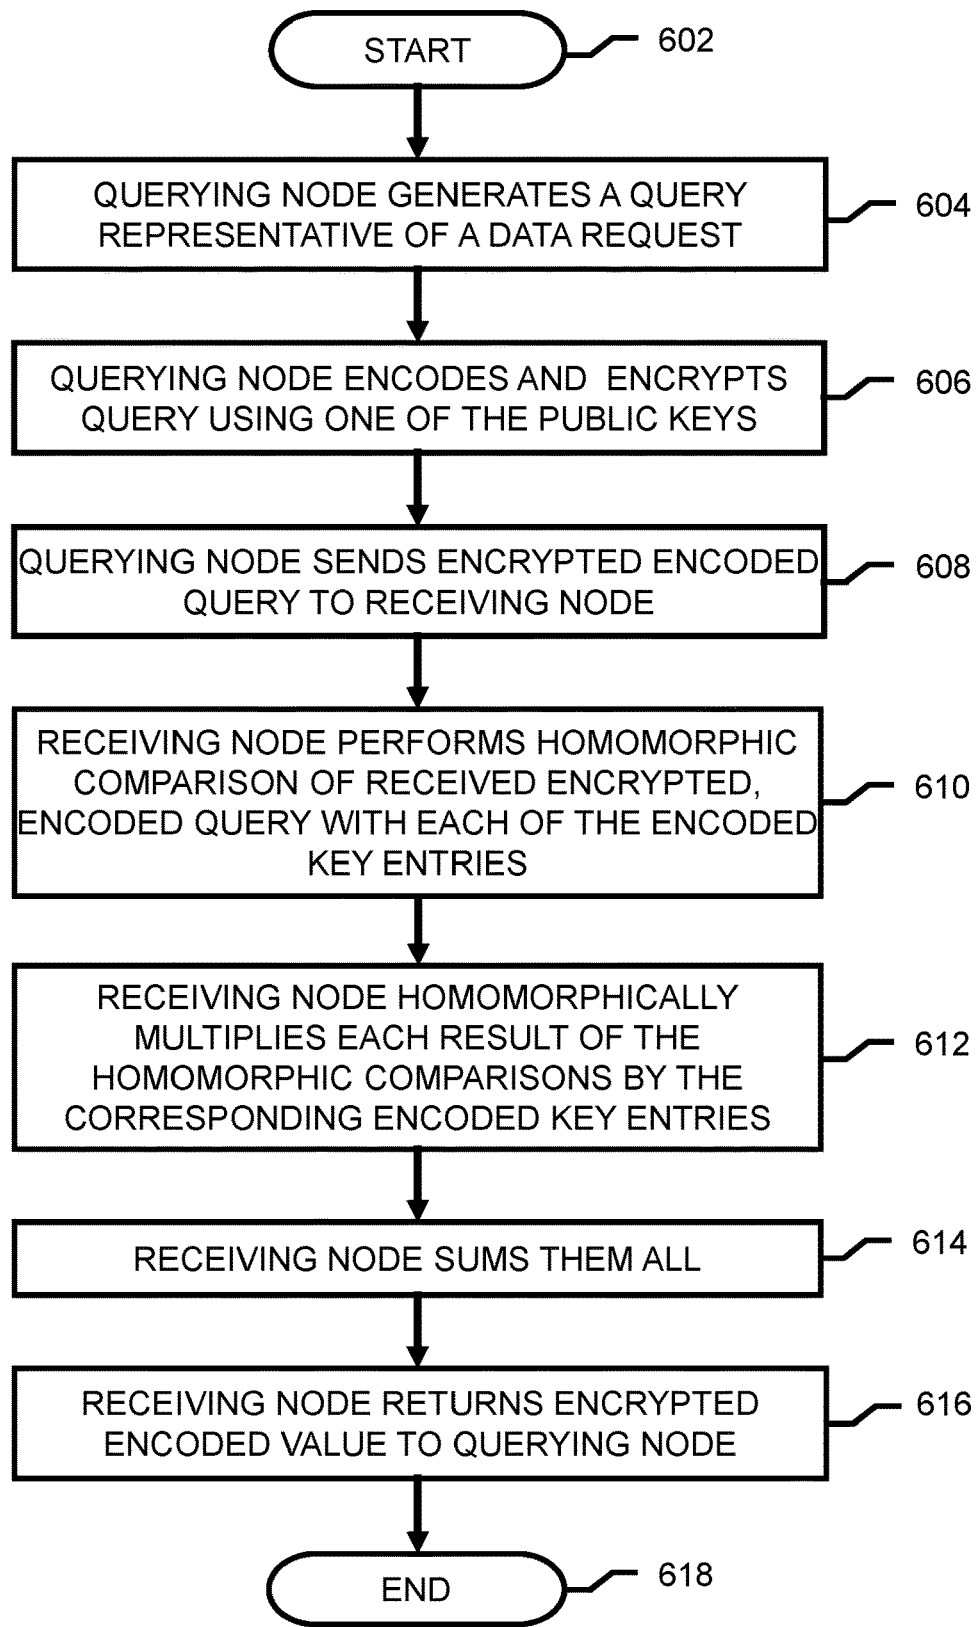 START
602
QUERYING NODE GENERATES A QUERY
REPRESENTATIVE OF A DATA REQUEST
604
QUERYING NODE ENCODES AND ENCRYPTS
QUERY USING ONE OF THE PUBLIC KEYS
606
QUERYING NODE SENDS ENCRYPTED ENCODED
QUERY TO RECEIVING NODE
608
RECEIVING NODE PERFORMS HOMOMORPHIC
COMPARISON OF RECEIVED ENCRYPTED,
ENCODED QUERY WITH EACH OF THE ENCODED
KEY ENTRIES
610
RECEIVING NODE HOMOMORPHICALLY
MULTIPLIES EACH RESULT OF THE
HOMOMORPHIC COMPARISONS BY THE
CORRESPONDING ENCODED KEY ENTRIES
612
RECEIVING NODE SUMS THEM ALL
614
RECEIVING NODE RETURNS ENCRYPTED
ENCODED VALUE TO QUERYING NODE
616
END
618